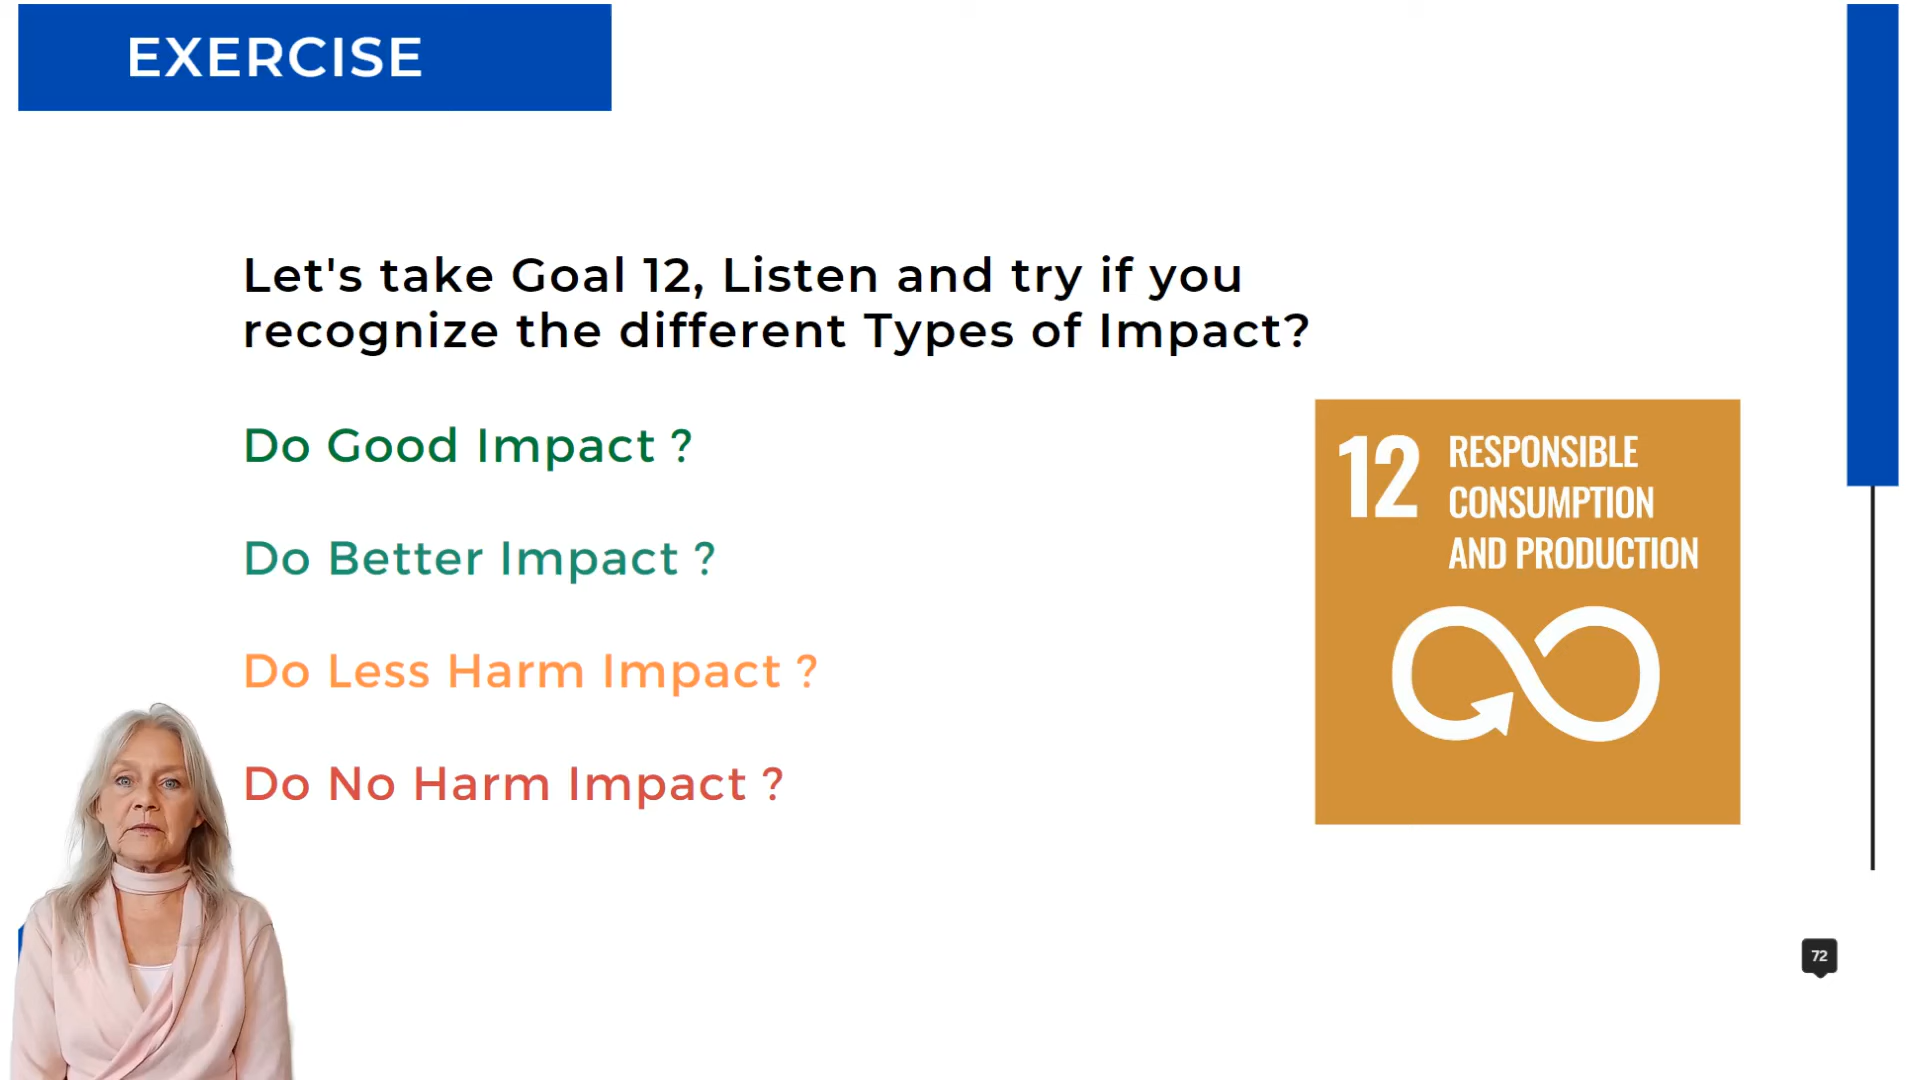 EXERCISE
Let's take Goal 12, Listen and try if you
recognize the different Types of Impact?
Do Good Impact ?
Do Better Impact ?
Do Less Harm Impact ?
Do No Harm Impact ?
12 RESPONSIBLE
CONSUMPTION
AND PRODUCTION
72